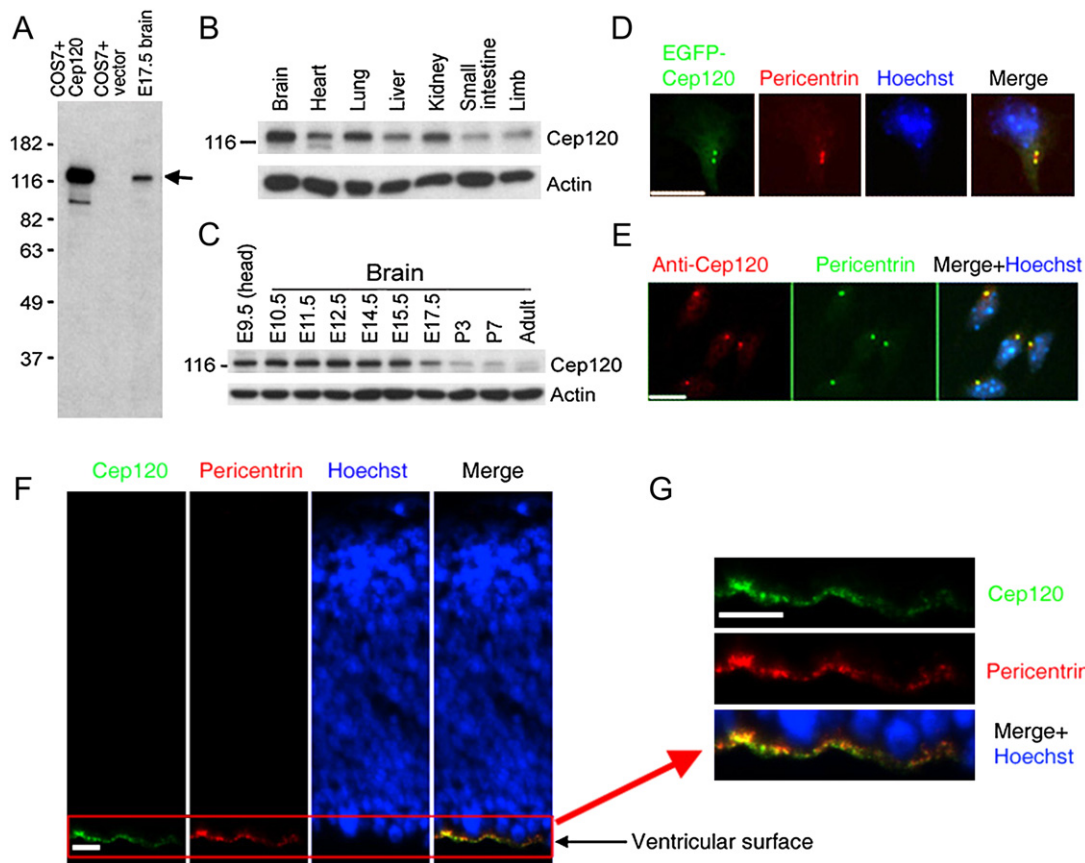 A
COS7+
Cep120
COS7+
vector
E17.5 brain
182
116
82
63
49
37
B
Brain
Heart
Lung
Liver
Kidney
Small
intestine
Limb
116
Cep120
Actin
C
Brain
E9.5 (head)
E10.5
E11.5
E12.5
E14.5
E15.5
E17.5
P3
P7
Adult
116
Cep120
Actin
D
EGFP-
Cep120
Pericentrin
Hoechst
Merge
E
Anti-Cep120
Pericentrin
Merge+Hoechst
F
Cep120
Pericentrin
Hoechst
Merge
Ventricular surface
G
Cep120
Pericentrin
Merge+
Hoechst